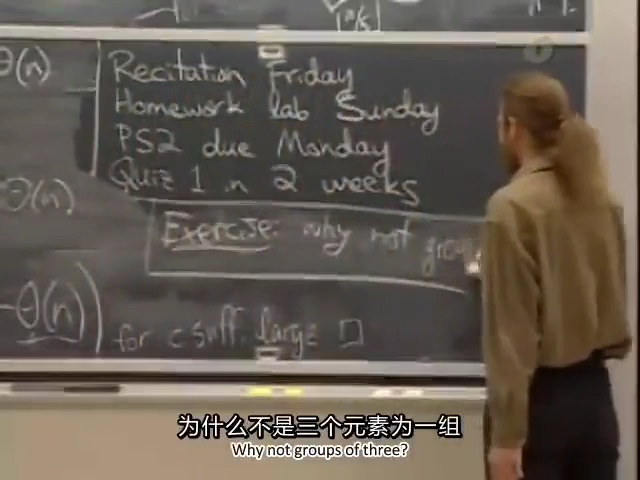 Θ(n)
Recitation Friday
Homework lab Sunday
PS2 due Monday
Quiz 1 in 2 weeks
Θ(n)
Exercise: why not grou
-Θ(n)) for c suff. large □
为什么不是三个元素为一组
Why not groups of three?